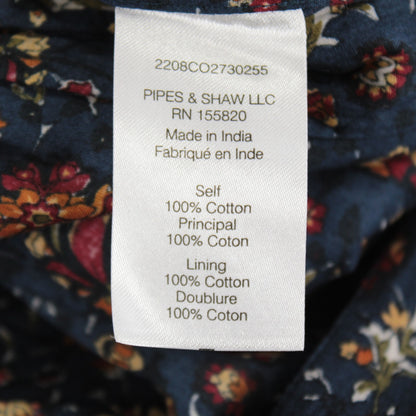 2208CO2730255
PIPES & SHAW LLC
RN 155820
Made in India
Fabriqué en Inde
Self
100% Cotton
Principal
100% Coton
Lining
100% Cotton
Doublure
100% Coton